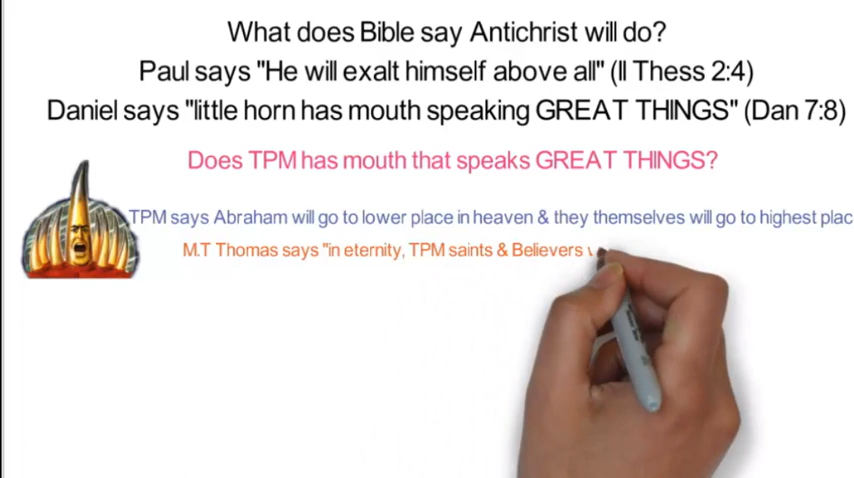 What does Bible say Antichrist will do?
Paul says "He will exalt himself above all" (II Thess 2:4)
Daniel says "little horn has mouth speaking GREAT THINGS" (Dan 7:8)
Does TPM has mouth that speaks GREAT THINGS?
TPM says Abraham will go to lower place in heaven & they themselves will go to highest plac
M.T Thomas says "in eternity, TPM saints & Believers